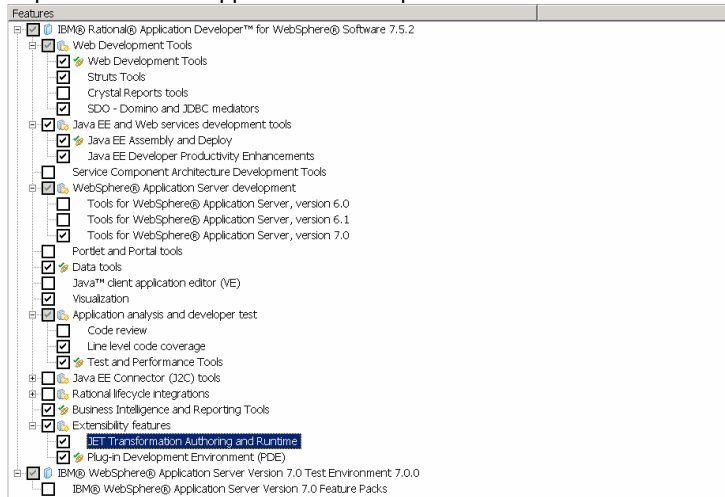 Features
IBM® Rational® Application Developer™ for WebSphere® Software 7.5.2
Web Development Tools
Web Development Tools
Struts Tools
Crystal Reports tools
SDO - Domino and JDBC mediators
Java EE and Web services development tools
Java EE Assembly and Deploy
Java EE Developer Productivity Enhancements
Service Component Architecture Development Tools
WebSphere® Application Server development
Tools for WebSphere® Application Server, version 6.0
Tools for WebSphere® Application Server, version 6.1
Tools for WebSphere® Application Server, version 7.0
Portlet and Portal tools
Data tools
Java™ client application editor (VE)
Visualization
Application analysis and developer test
Code review
Line level code coverage
Test and Performance Tools
Java EE Connector (J2C) tools
Rational lifecycle integrations
Business Intelligence and Reporting Tools
Extensibility features
JET Transformation Authoring and Runtime
Plug-in Development Environment (PDE)
IBM® WebSphere® Application Server Version 7.0 Test Environment 7.0.0
IBM® WebSphere® Application Server Version 7.0 Feature Packs